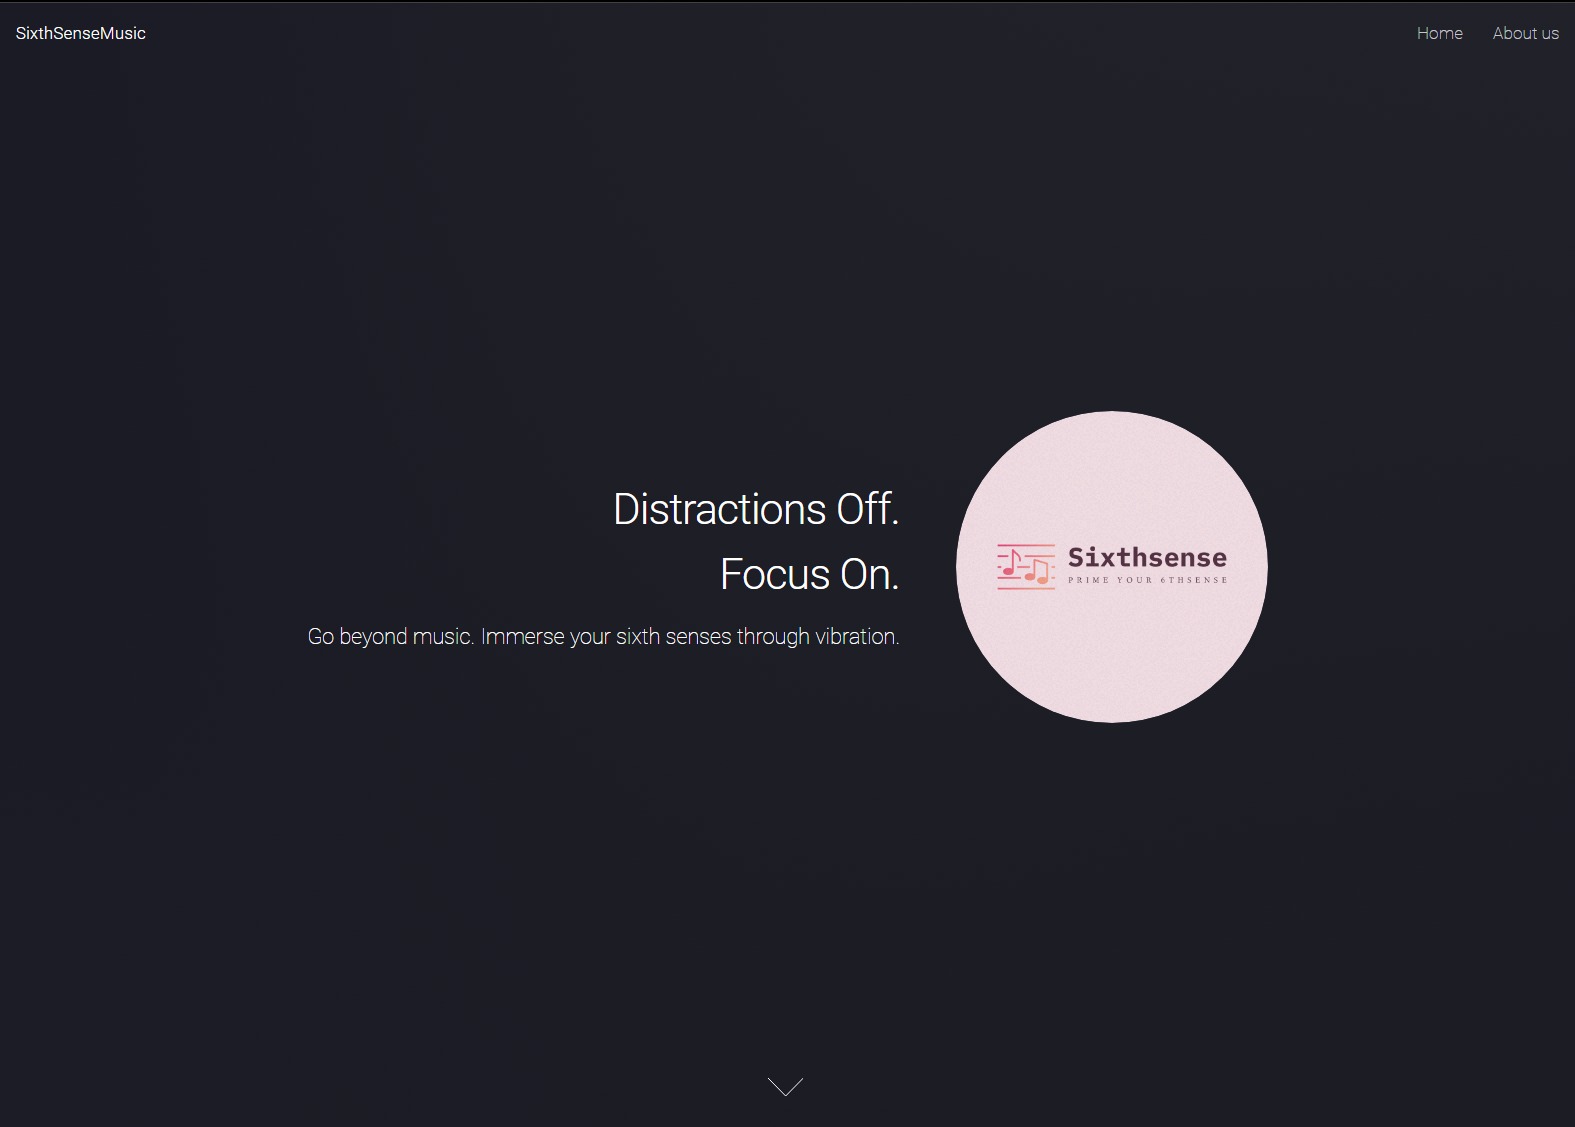 SixthSenseMusic
Home
About us
Distractions Off.
Focus On.
Go beyond music. Immerse your sixth senses through vibration.
Sixthsense
PRIME YOUR 6THSENSE